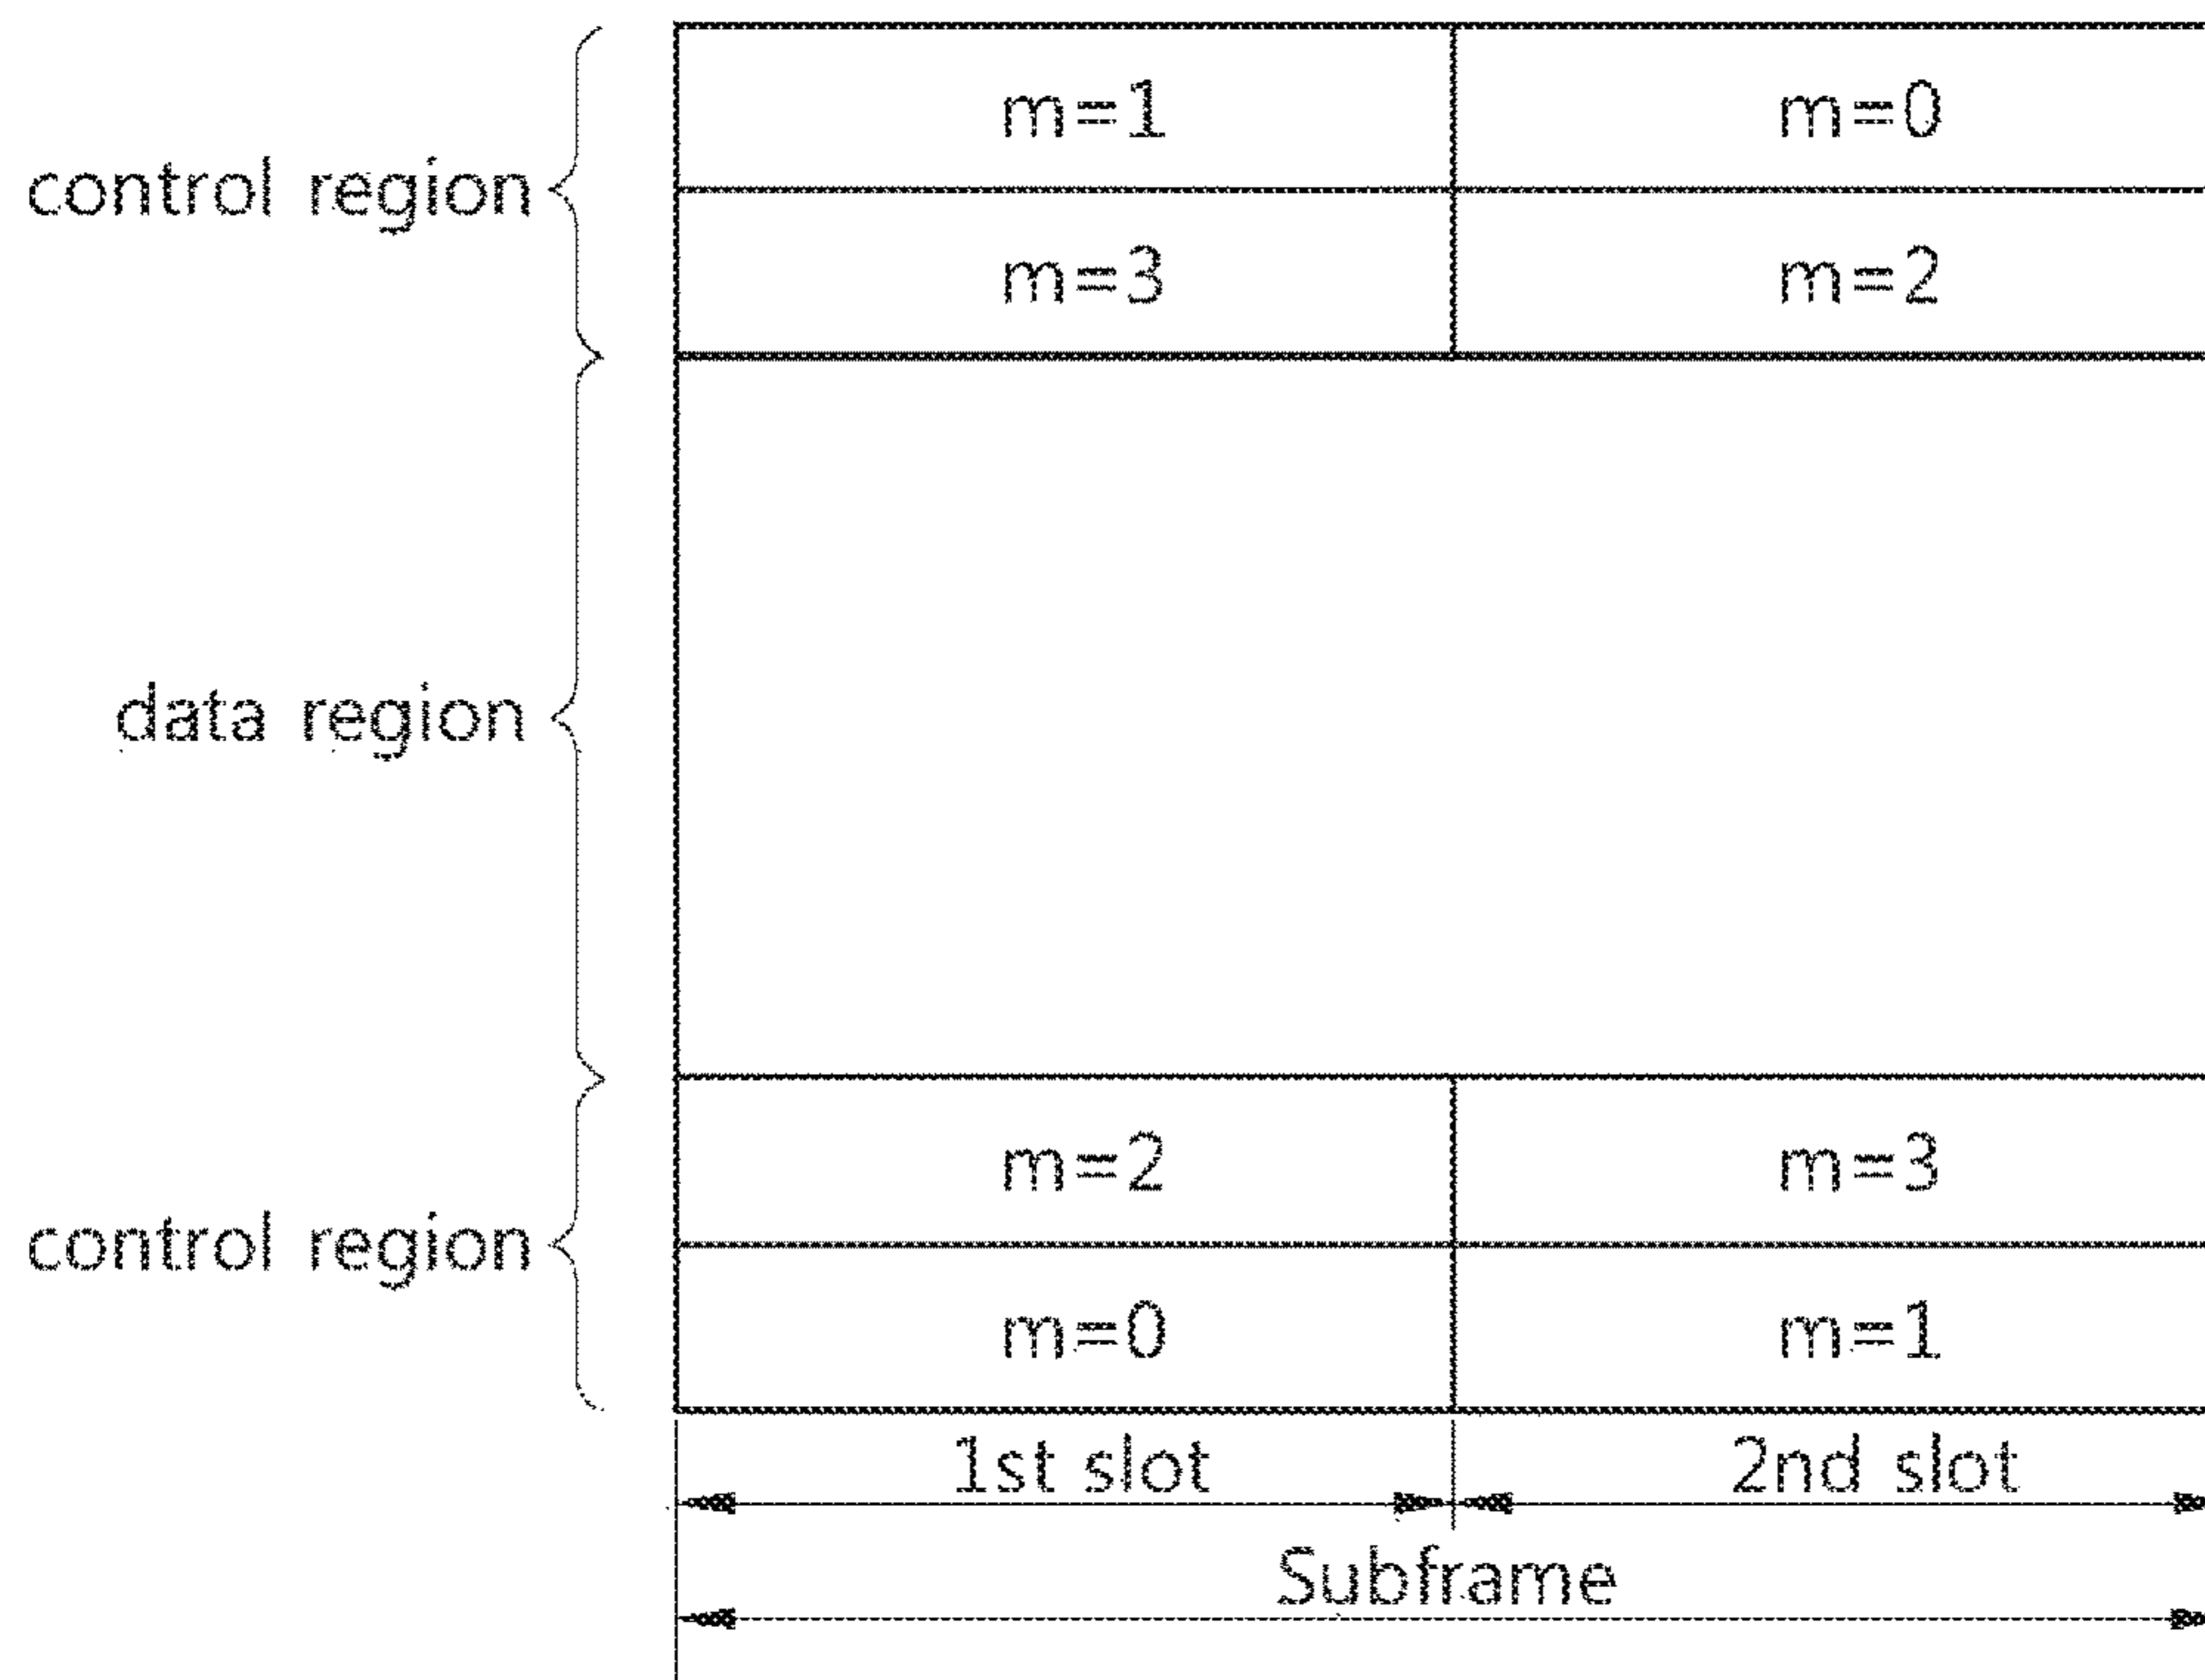 m=1 m=0
control region
m=3 m=2
data region
m=2 m=3
control region
m=0 m=1
1st slot 2nd slot
Subframe